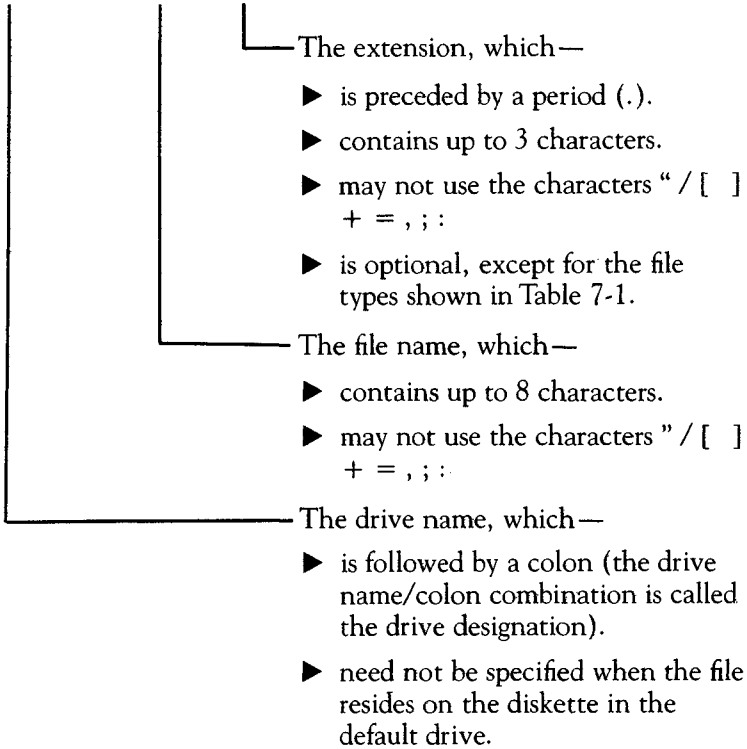 The extension, which—
▶ is preceded by a period (.).
▶ contains up to 3 characters.
▶ may not use the characters “ / [ ]
+ = , ; :
▶ is optional, except for the file
types shown in Table 7-1.
The file name, which—
▶ contains up to 8 characters.
▶ may not use the characters ” / [ ]
+ = , ; :
The drive name, which—
▶ is followed by a colon (the drive
name/colon combination is called
the drive designation).
▶ need not be specified when the file
resides on the diskette in the
default drive.